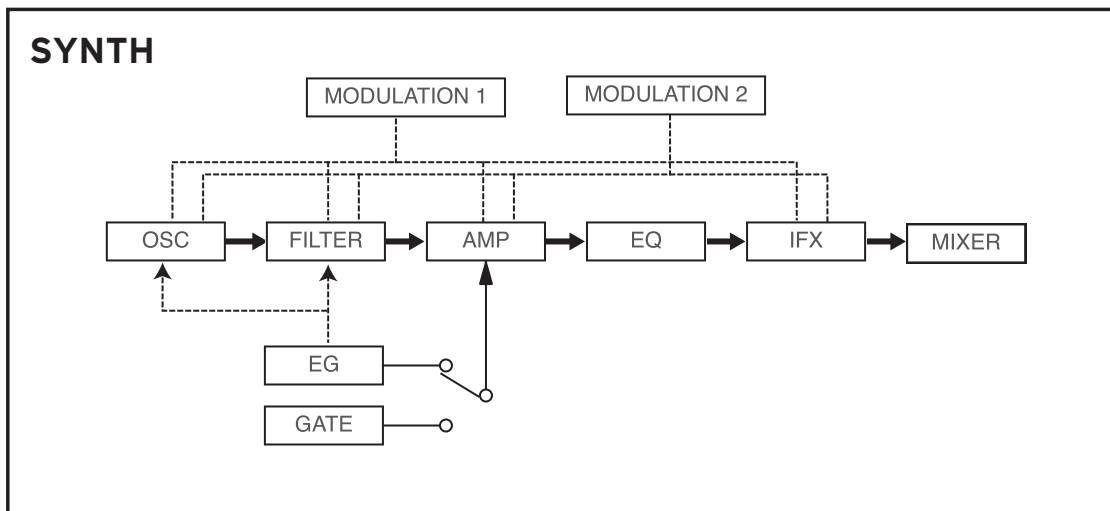 SYNTH
MODULATION 1
MODULATION 2
OSC
FILTER
AMP
EQ
IFX
MIXER
EG
GATE